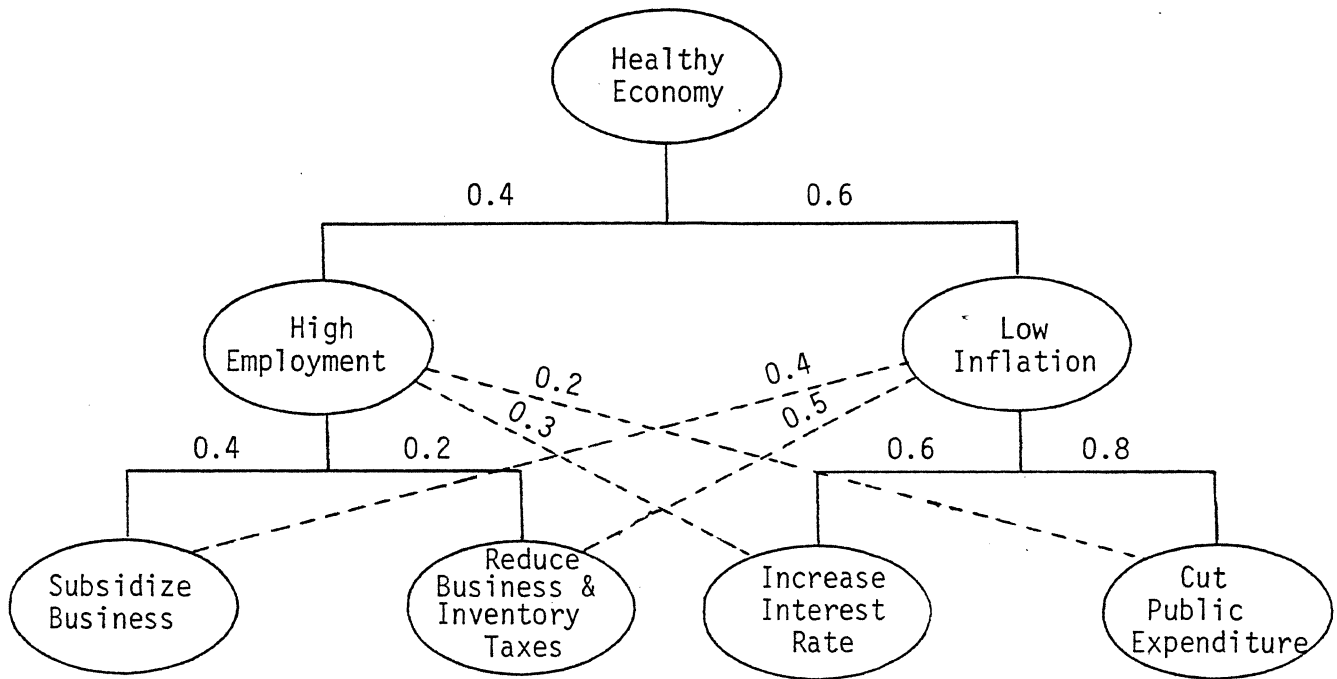 Healthy
Economy
0.4
0.6
High
Employment
Low
Inflation
0.2
0.4
0.3
0.5
0.4
0.2
0.6
0.8
Subsidize
Business
Reduce
Business &
Inventory
Taxes
Increase
Interest
Rate
Cut
Public
Expenditure